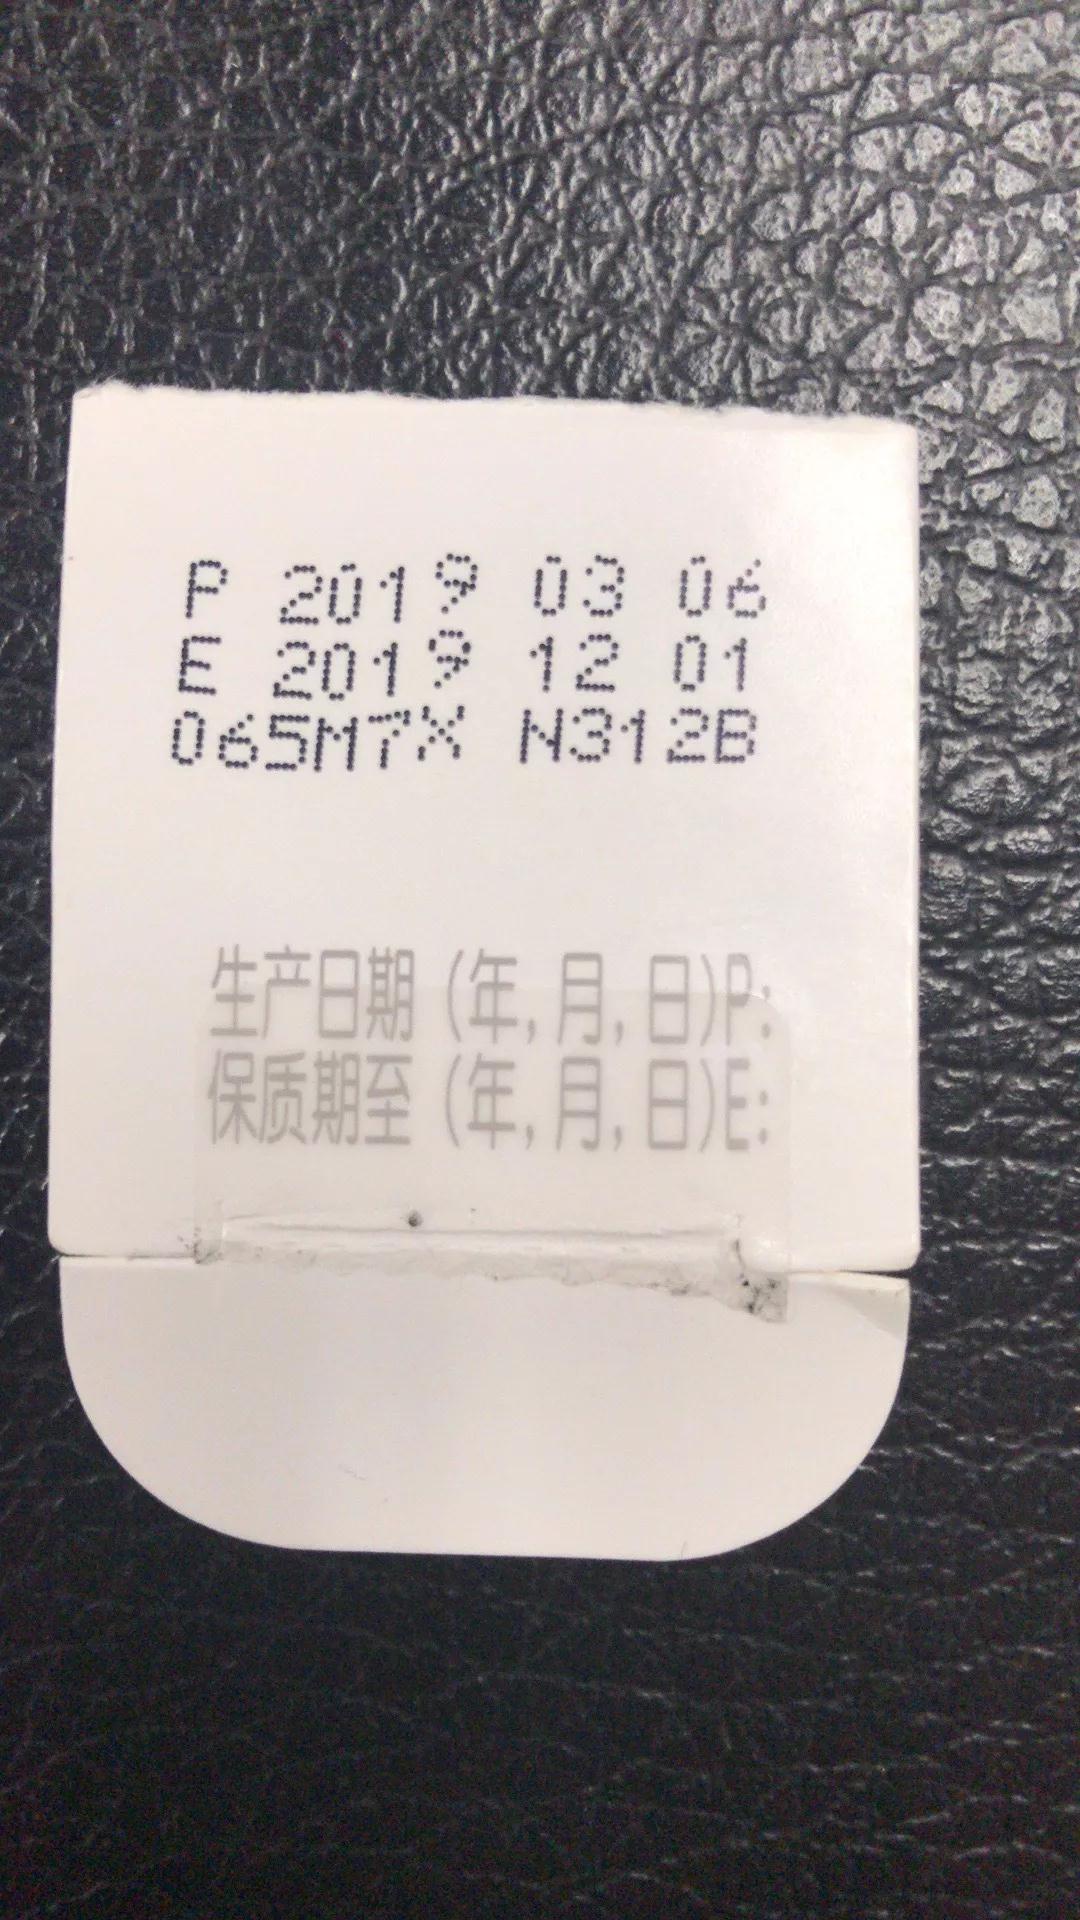 P 2019 03 06
E 2019 12 01
065M7X N312B
生产日期 (年, 月, 日)P:
保质期至 (年, 月, 日)E: